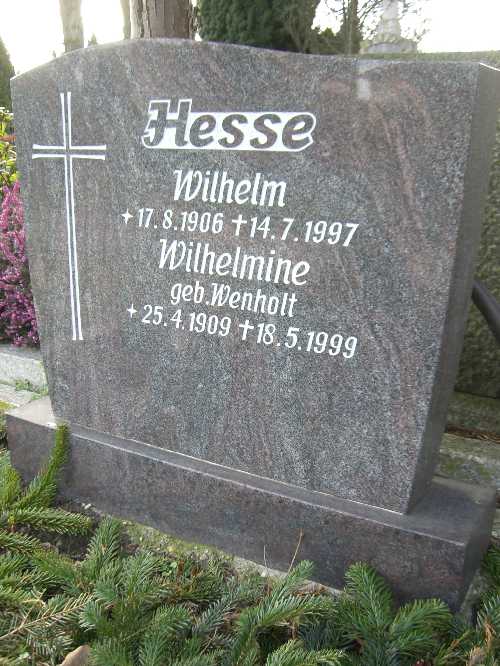 Hesse
Wilhelm
✦ 17.8.1906 ✝ 14.7.1997
Wilhelmine
geb. Wenholt
✦ 25.4.1909 ✝ 18.5.1999